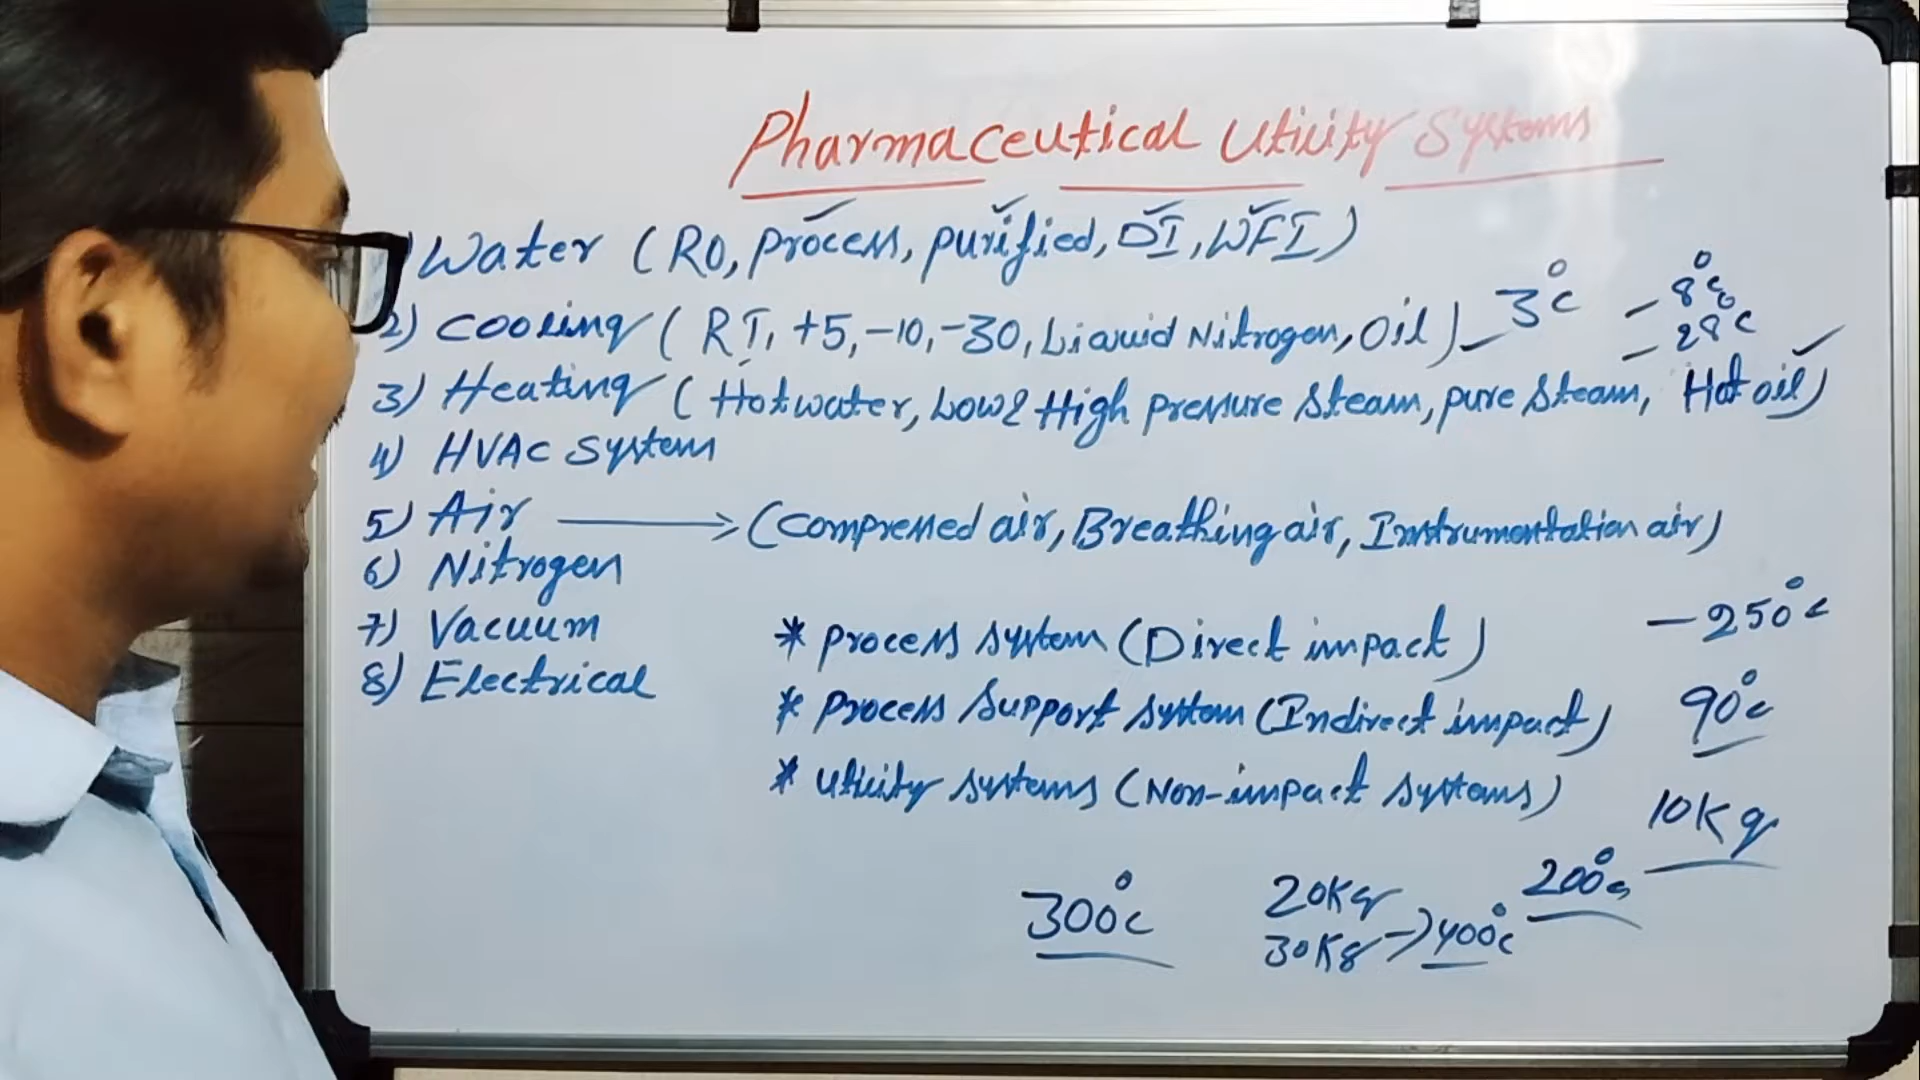 Pharmaceutical Utility Systems
1) Water (RO, process, purified, DI, WFI)
2) Cooling (RT, +5, -10, -30, Liquid Nitrogen, Oil) - 3°C
- 8°C
- 28°C
3) Heating (Hot water, Low & High pressure steam, pure steam, Hot oil)
4) HVAC System
5) Air → (compressed air, Breathing air, Instrumentation air)
6) Nitrogen
7) Vacuum
8) Electrical
* process system (Direct impact)
* process support system (Indirect impact)
* utility systems (Non-impact systems)
-250°C
90°C
10Kg
200°C
300°C
20Kg
30Kg → 400°C